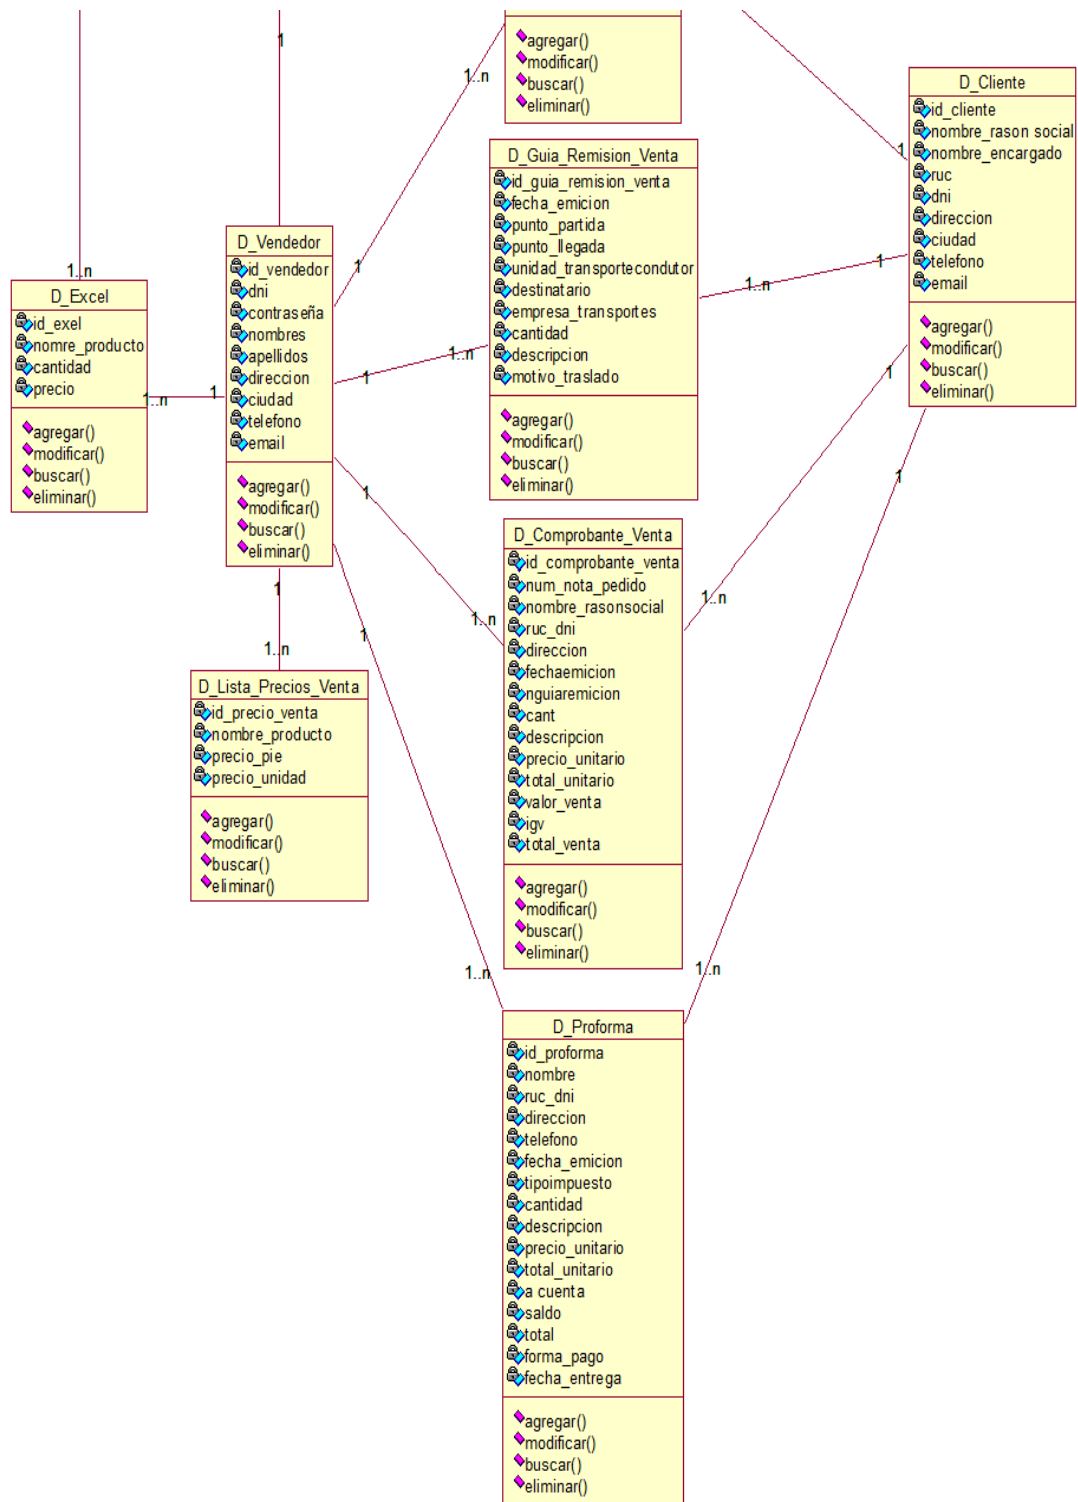 1
agregar()
modificar()
buscar()
eliminar()
1..n
1
D_Cliente
id_cliente
nombre_rason social
nombre_encargado
ruc
dni
direccion
ciudad
telefono
email
agregar()
modificar()
buscar()
eliminar()
1
D_Guia_Remision_Venta
id_guia_remision_venta
fecha_emicion
punto_partida
punto_llegada
unidad_transportecondutor
destinatario
empresa_transportes
cantidad
descripcion
motivo_traslado
agregar()
modificar()
buscar()
eliminar()
1..n
1
D_Vendedor
id_vendedor
dni
contraseña
nombres
apellidos
direccion
ciudad
telefono
email
agregar()
modificar()
buscar()
eliminar()
1
1..n
1..n
D_Excel
id_exel
nomre_producto
cantidad
precio
agregar()
modificar()
buscar()
eliminar()
1..n
1
1
1
1
1
1..n
1
1..n
D_Comprobante_Venta
id_comprobante_venta
num_nota_pedido
nombre_rasonsocial
ruc_dni
direccion
fechaemicion
nguiaremicion
cant
descripcion
precio_unitario
total_unitario
valor_venta
igv
total_venta
agregar()
modificar()
buscar()
eliminar()
1..n
1
1..n
D_Lista_Precios_Venta
id_precio_venta
nombre_producto
precio_pie
precio_unidad
agregar()
modificar()
buscar()
eliminar()
1..n
1..n
D_Proforma
id_proforma
nombre
ruc_dni
direccion
telefono
fecha_emicion
tipoimpuesto
cantidad
descripcion
precio_unitario
total_unitario
a cuenta
saldo
total
forma_pago
fecha_entrega
agregar()
modificar()
buscar()
eliminar()